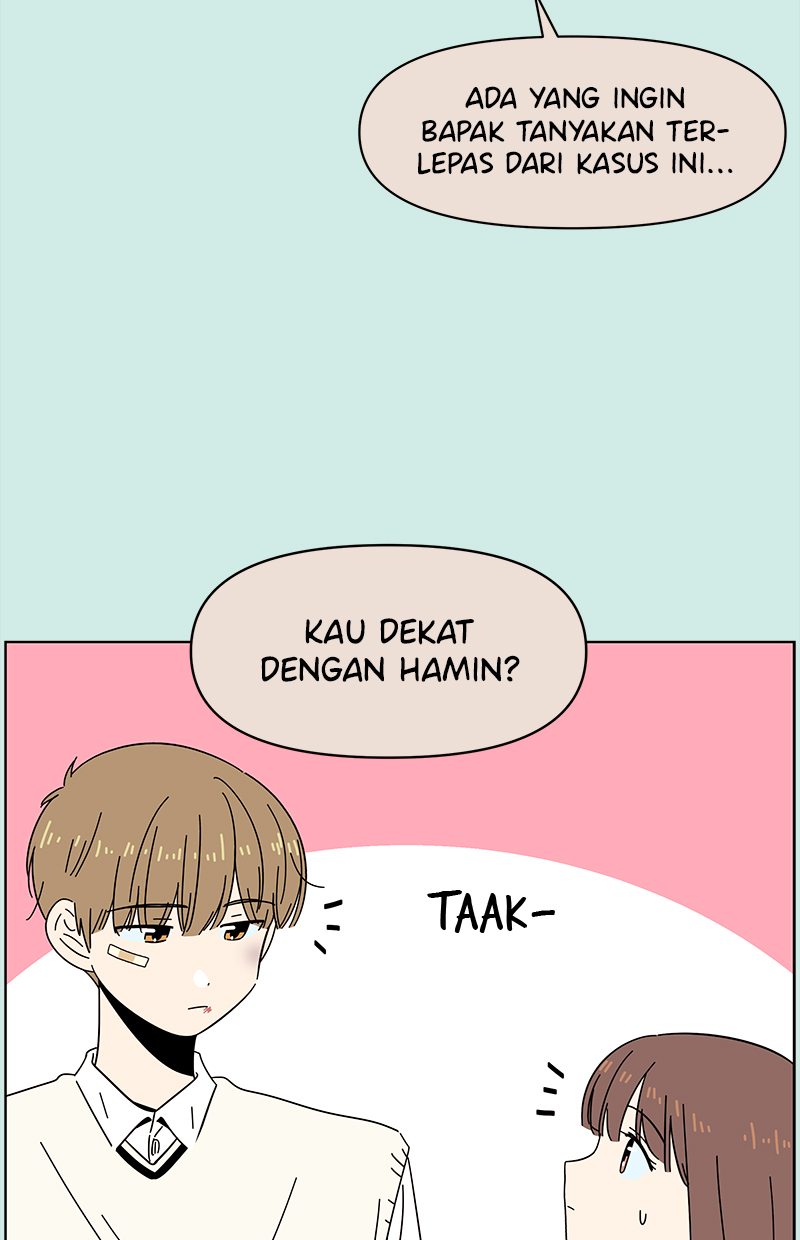 ADA YANG INGIN
BAPAK TANYAKAN TER-
LEPAS DARI KASUS INI...
KAU DEKAT
DENGAN HAMIN?
TAAK-